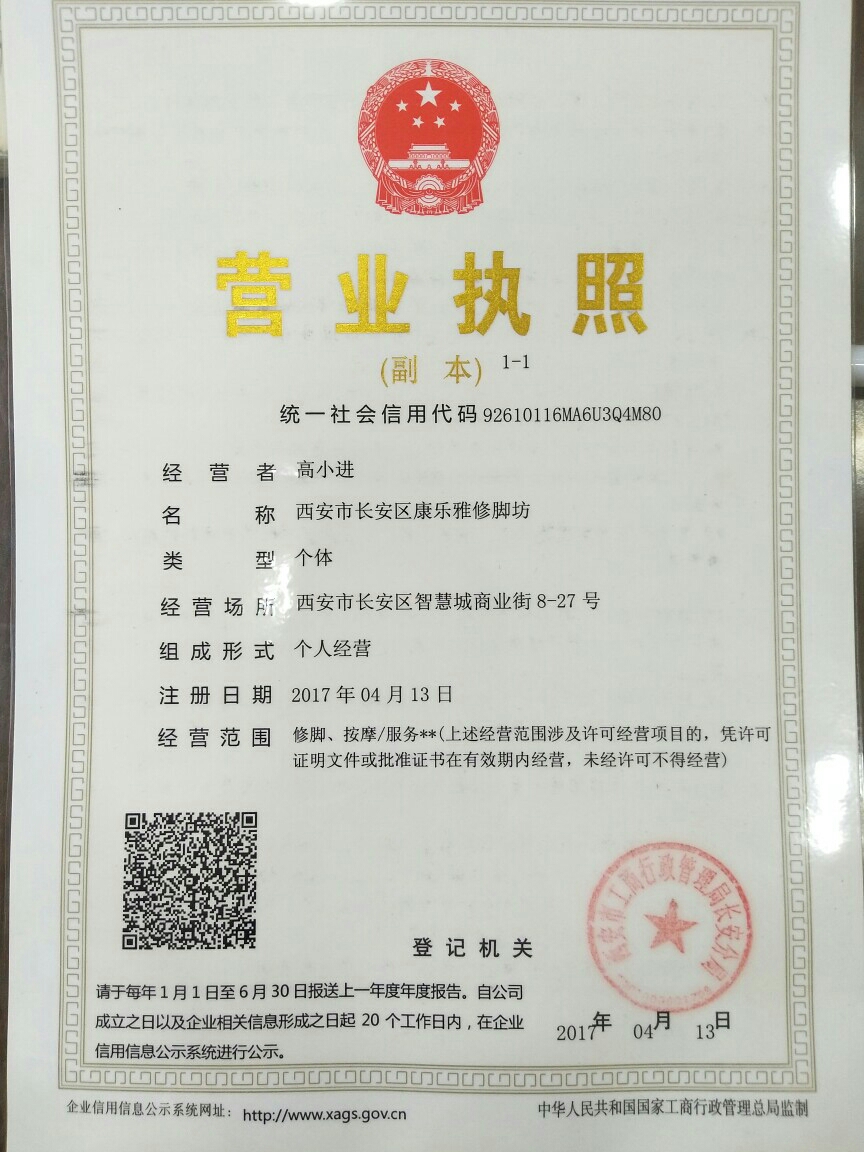 营业执照
(副 本) 1-1
统一社会信用代码 92610116MA6U3Q4M80
经营者 高小进
名称 西安市长安区康乐雅修脚坊
类型 个体
经营场所 西安市长安区智慧城商业街 8-27 号
组成形式 个人经营
注册日期 2017 年 04 月 13 日
经营范围 修脚、按摩/服务**(上述经营范围涉及许可经营项目的，凭许可
证明文件或批准证书在有效期内经营，未经许可不得经营)
西安市工商行政管理局长安分局
登记机关
请于每年 1 月 1 日至 6 月 30 日报送上一年度年度报告。自公司
成立之日以及企业相关信息形成之日起 20 个工作日内，在企业
信用信息公示系统进行公示。
2017年 04月 13日
企业信用信息公示系统网址： http://www.xags.gov.cn
中华人民共和国国家工商行政管理总局监制